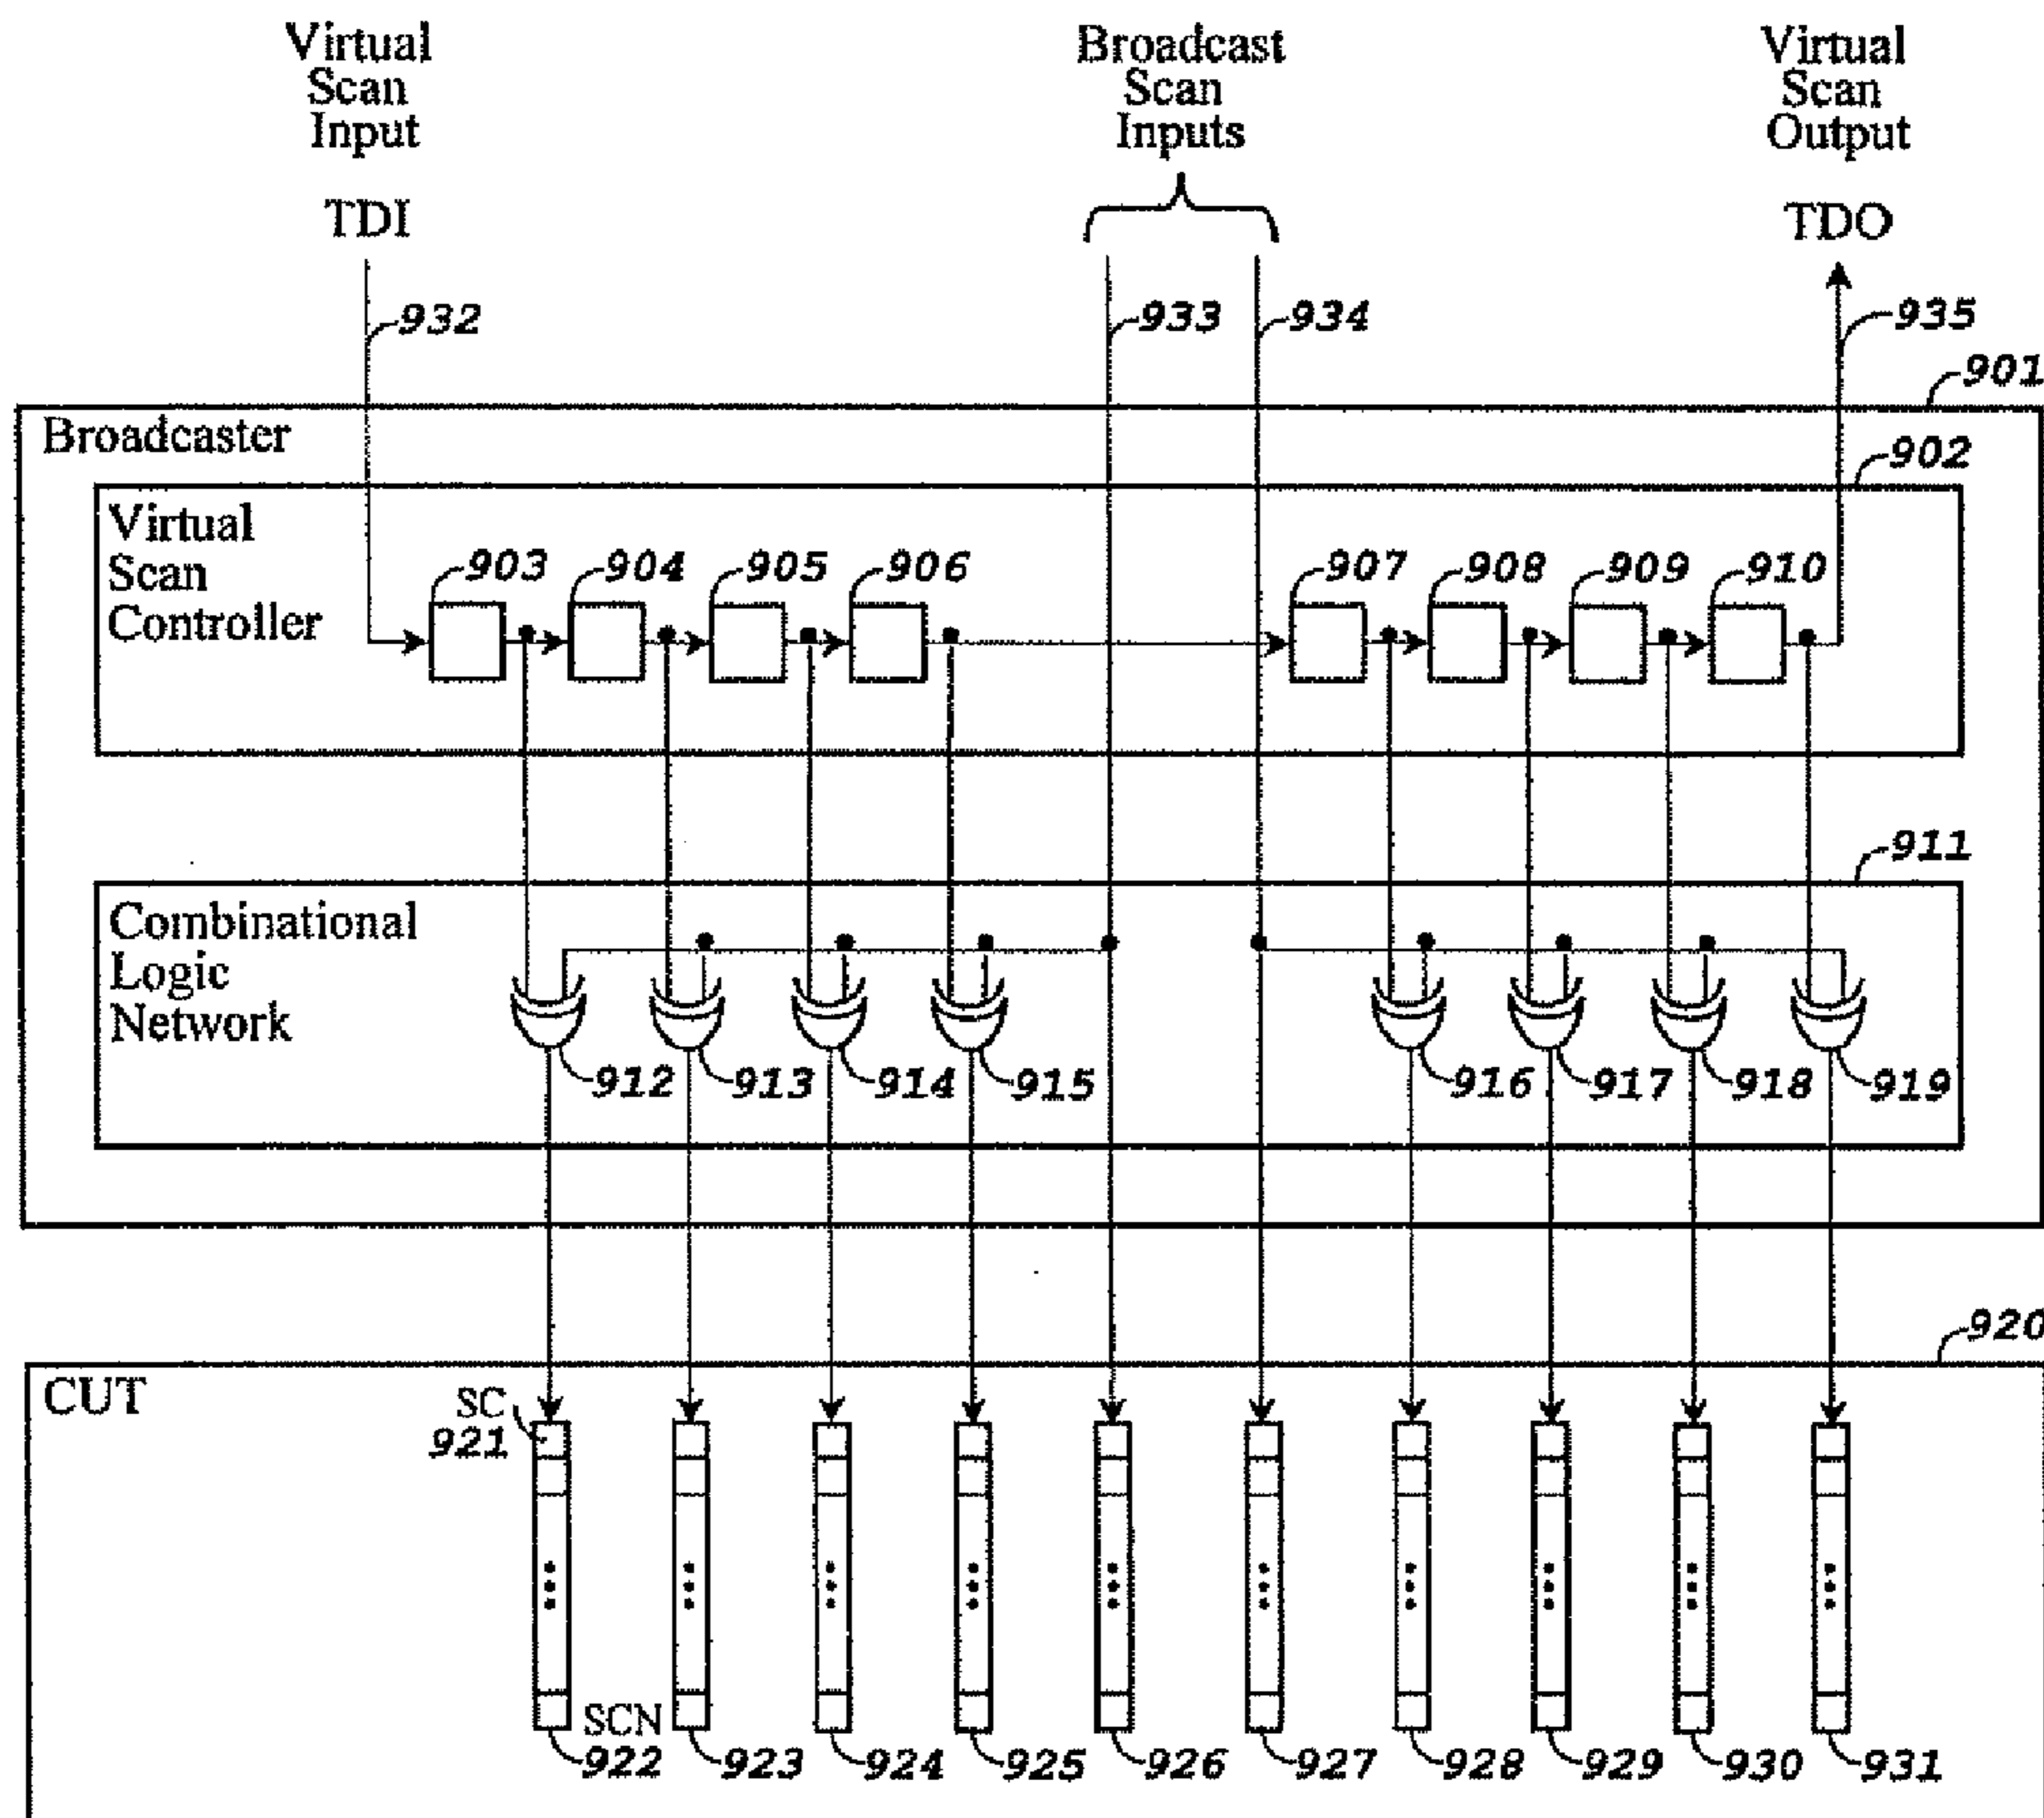 Virtual
Scan
Input
Broadcast
Scan
Inputs
Virtual
Scan
Output
TDI
TDO
932
933
934
935
901
Broadcaster
902
Virtual
Scan
Controller
903
904
905
906
907
908
909
910
911
Combinational
Logic
Network
912
913
914
915
916
917
918
919
920
CUT
SC
921
SCN
922
923
924
925
926
927
928
929
930
931